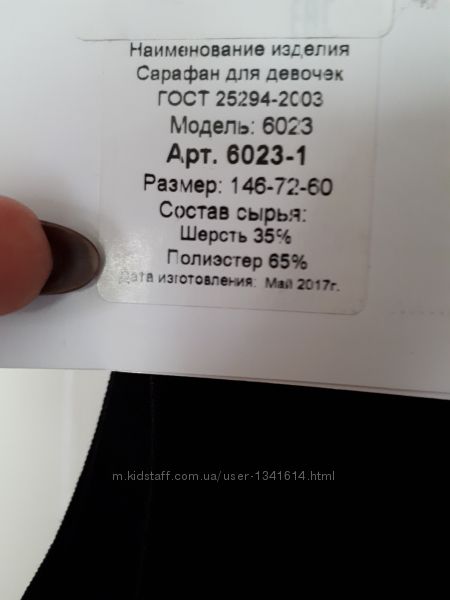 Наименование изделия
Сарафан для девочек
ГОСТ 25294-2003
Модель: 6023
Арт. 6023-1
Размер: 146-72-60
Состав сырья:
Шерсть 35%
Полиэстер 65%
Дата изготовления: Май 2017г.
m.kidstaff.com.ua/user-1341614.html